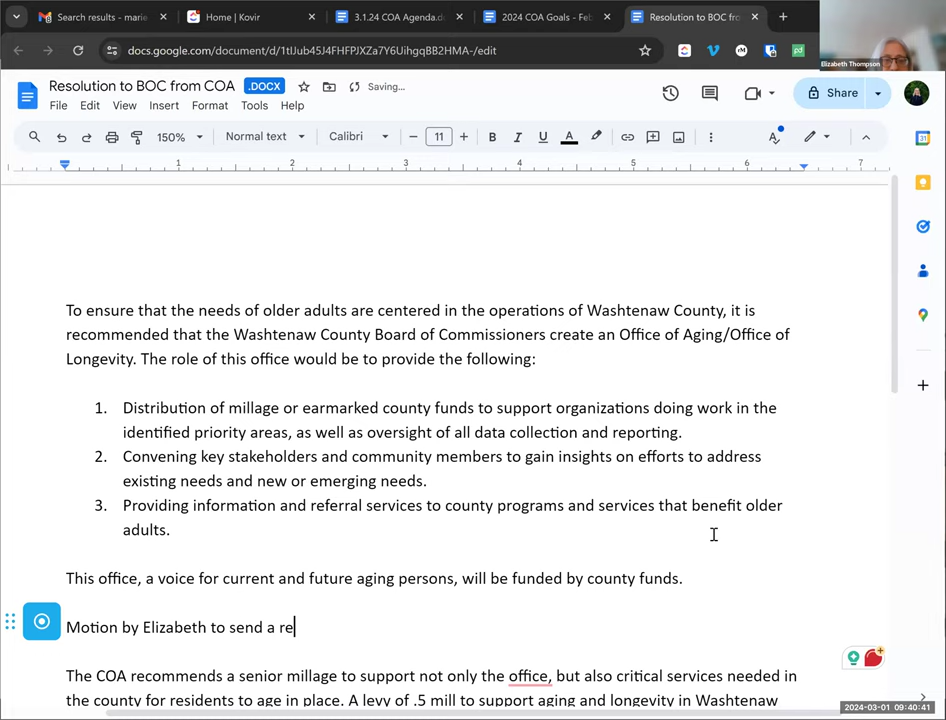 Search results - marie
Home | Kovir
3.1.24 COA Agenda.d
2024 COA Goals - Feb
Resolution to BOC fro
docs.google.com/document/d/1tIJub45J4FHFPJXZa7Y6UihgqBB2HMA-/edit
Elizabeth Thompson
Resolution to BOC from COA .DOCX
Saving...
File Edit View Insert Format Tools Help
Share
150% Normal text Calibri 11 B I U A
1 2 3 4 5 6 7
To ensure that the needs of older adults are centered in the operations of Washtenaw County, it is
recommended that the Washtenaw County Board of Commissioners create an Office of Aging/Office of
Longevity. The role of this office would be to provide the following:
1. Distribution of millage or earmarked county funds to support organizations doing work in the
identified priority areas, as well as oversight of all data collection and reporting.
2. Convening key stakeholders and community members to gain insights on efforts to address
existing needs and new or emerging needs.
3. Providing information and referral services to county programs and services that benefit older
adults.
This office, a voice for current and future aging persons, will be funded by county funds.
Motion by Elizabeth to send a re
The COA recommends a senior millage to support not only the office, but also critical services needed in
the county for residents to age in place. A levy of .5 mill to support aging and longevity in Washtenaw
2024-03-01 09:40:41